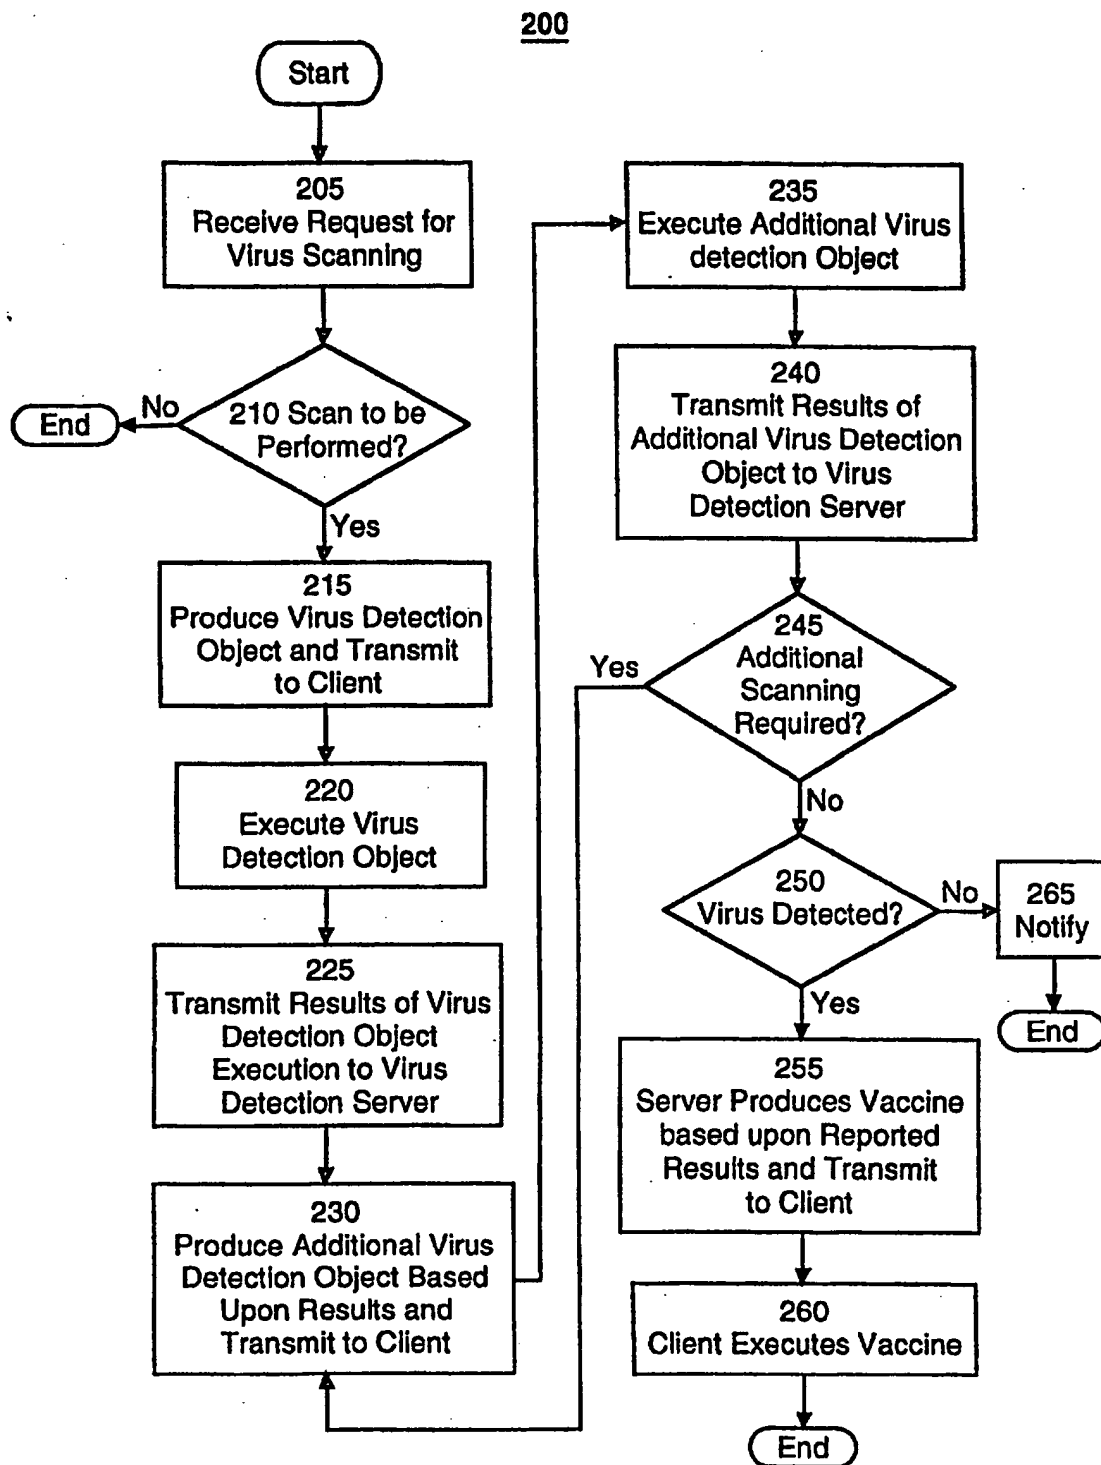 200
Start
205
Receive Request for
Virus Scanning
210 Scan to be
Performed?
No
End
Yes
215
Produce Virus Detection
Object and Transmit
to Client
220
Execute Virus
Detection Object
225
Transmit Results of Virus
Detection Object
Execution to Virus
Detection Server
230
Produce Additional Virus
Detection Object Based
Upon Results and
Transmit to Client
235
Execute Additional Virus
detection Object
240
Transmit Results of
Additional Virus Detection
Object to Virus
Detection Server
245
Additional
Scanning
Required?
Yes
No
250
Virus Detected?
No
265
Notify
End
Yes
255
Server Produces Vaccine
based upon Reported
Results and Transmit
to Client
260
Client Executes Vaccine
End